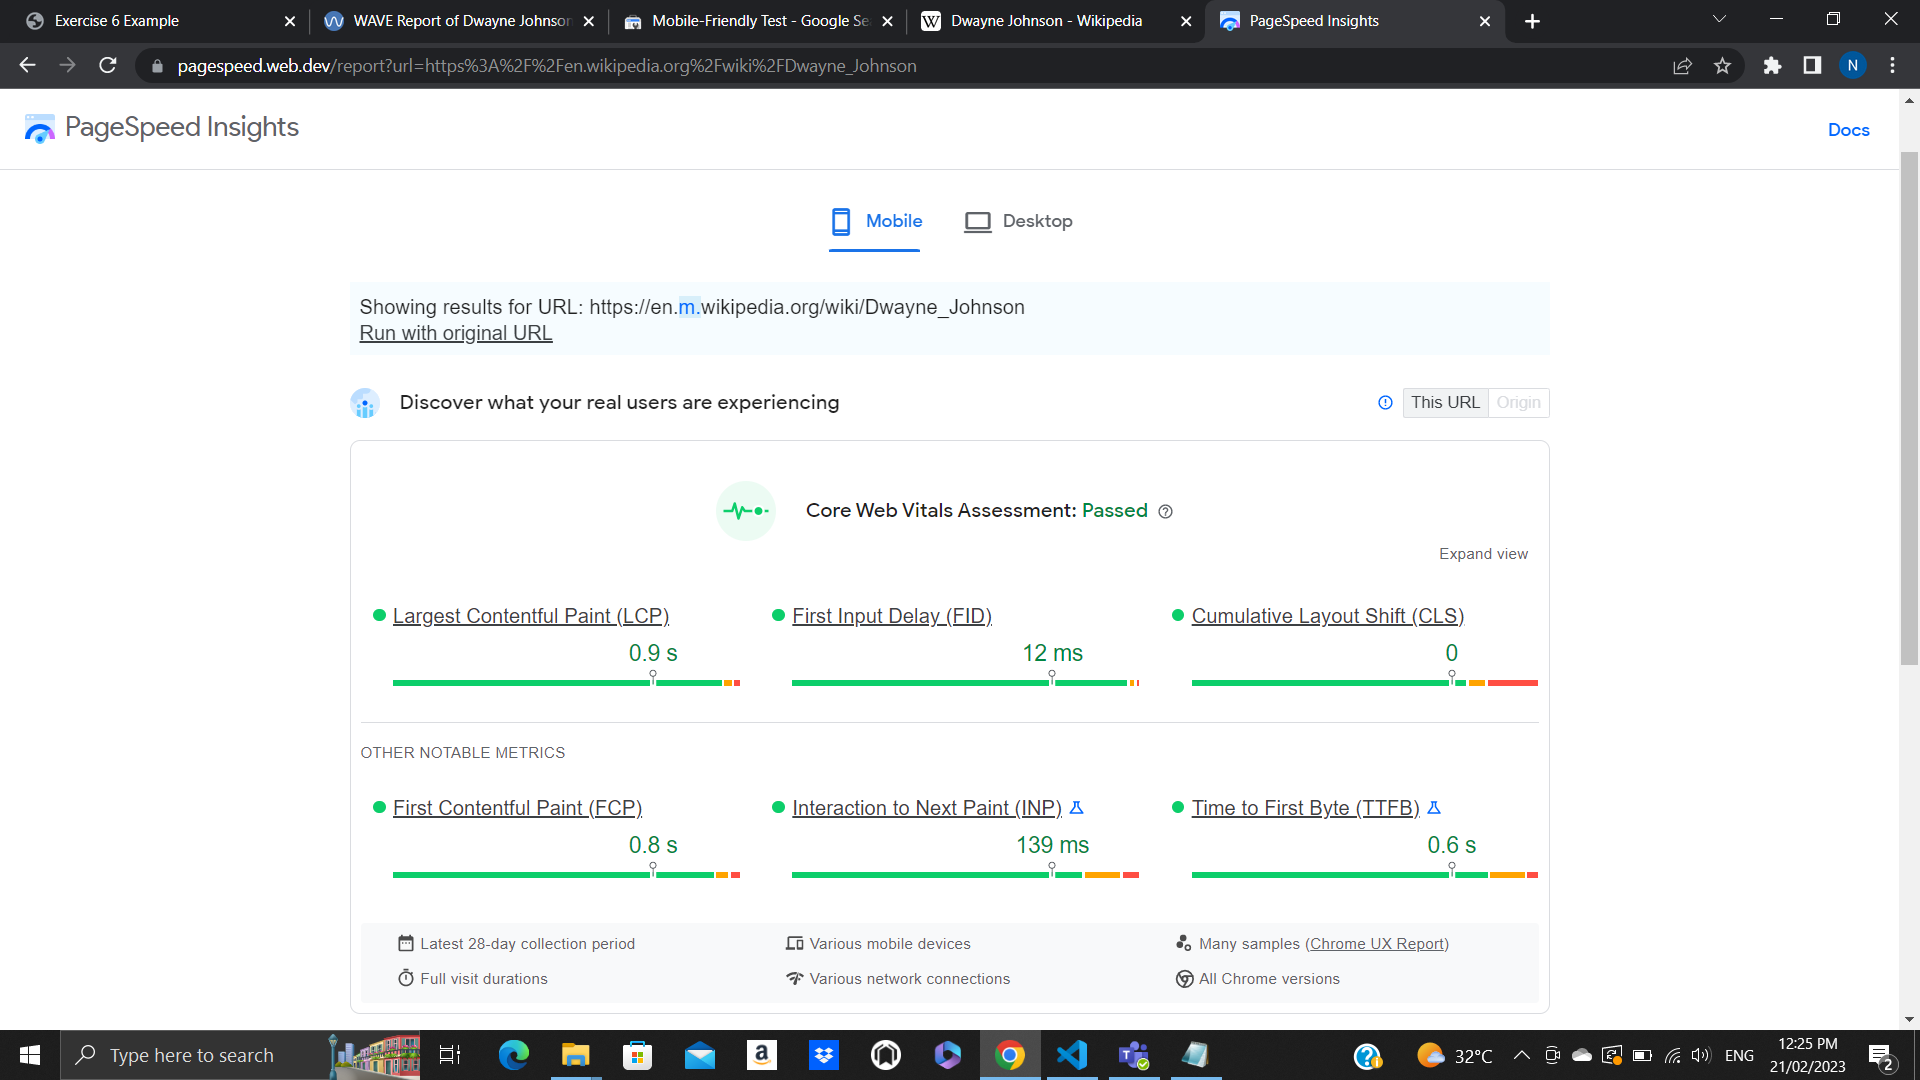 Exercise 6 Example
WAVE Report of Dwayne Johnson
Mobile-Friendly Test - Google Se
Dwayne Johnson - Wikipedia
PageSpeed Insights
pagespeed.web.dev/report?url=https%3A%2F%2Fen.wikipedia.org%2Fwiki%2FDwayne_Johnson
N
PageSpeed Insights
Docs
Mobile
Desktop
Showing results for URL: https://en.m.wikipedia.org/wiki/Dwayne_Johnson
Run with original URL
Discover what your real users are experiencing
This URL
Origin
Core Web Vitals Assessment: Passed
Expand view
Largest Contentful Paint (LCP)
0.9 s
First Input Delay (FID)
12 ms
Cumulative Layout Shift (CLS)
0
OTHER NOTABLE METRICS
First Contentful Paint (FCP)
0.8 s
Interaction to Next Paint (INP)
139 ms
Time to First Byte (TTFB)
0.6 s
Latest 28-day collection period
Various mobile devices
Many samples (Chrome UX Report)
Full visit durations
Various network connections
All Chrome versions
Type here to search
32°C
ENG
12:25 PM
21/02/2023
2